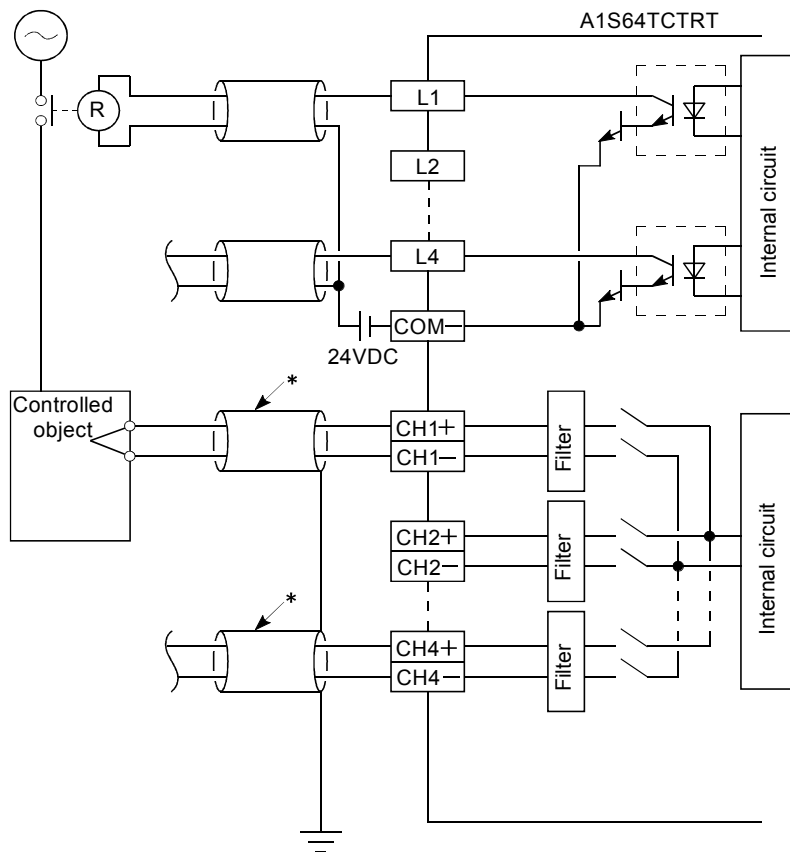 A1S64TCTRT
R
L1
L2
L4
COM−
24VDC
Internal circuit
Controlled
object
*
CH1+
CH1−
Filter
CH2+
CH2−
Filter
*
CH4+
CH4−
Filter
Internal circuit